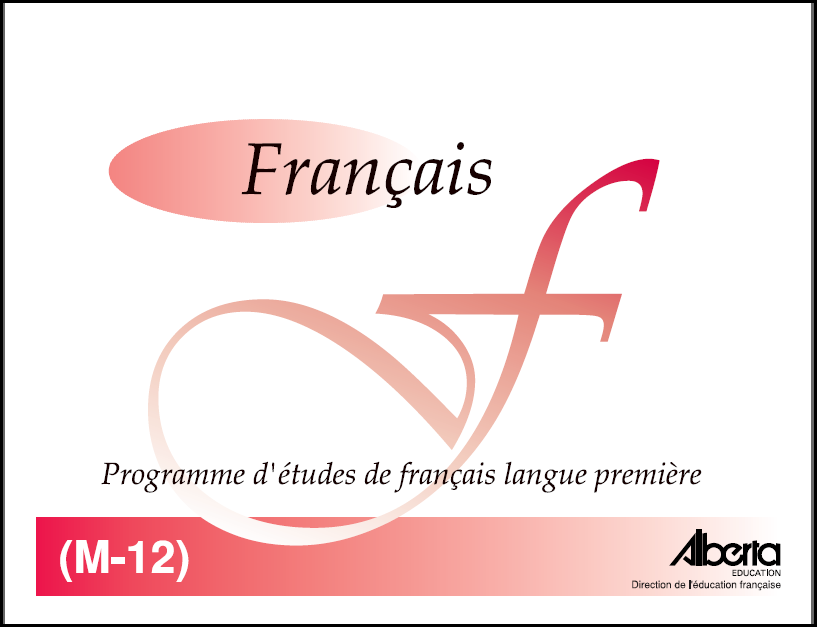 Français
Programme d'études de français langue première
(M-12)
Alberta
EDUCATION
Direction de l'éducation française